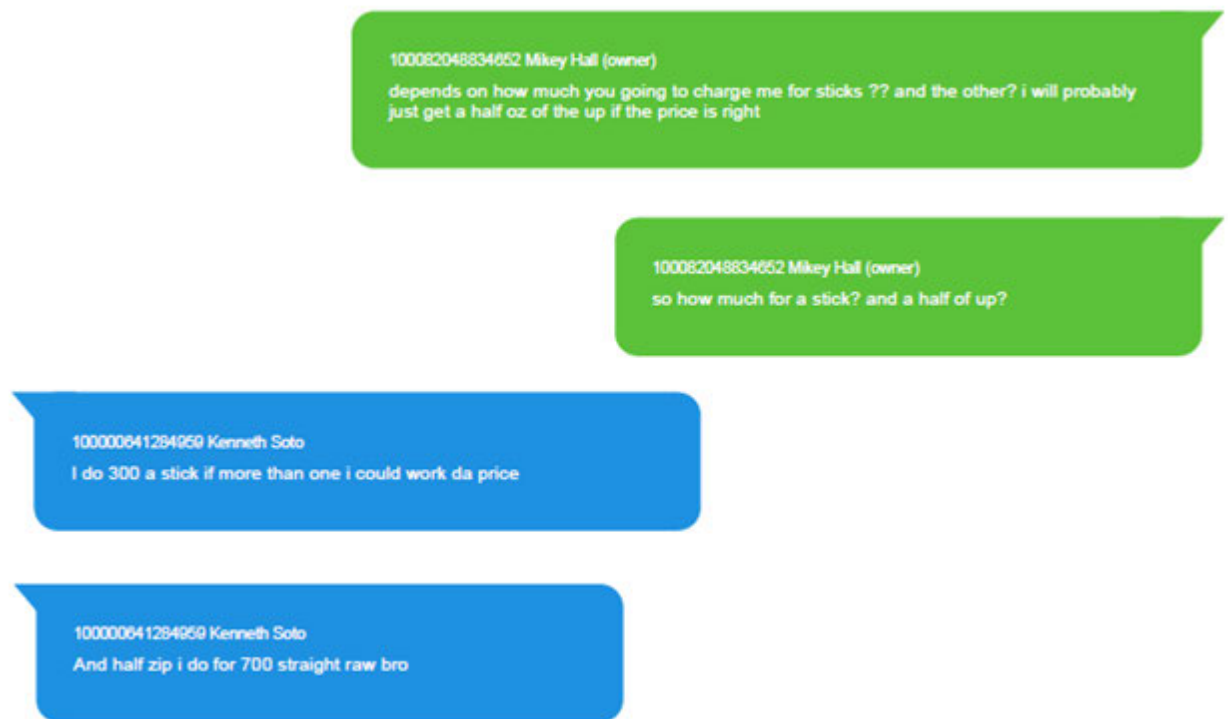 100082048834652 Mikey Hall (owner)
depends on how much you going to charge me for sticks ?? and the other? i will probably
just get a half oz of the up if the price is right
100082048834652 Mikey Hall (owner)
so how much for a stick? and a half of up?
100000641284959 Kenneth Soto
I do 300 a stick if more than one i could work da price
100000641284959 Kenneth Soto
And half zip i do for 700 straight raw bro